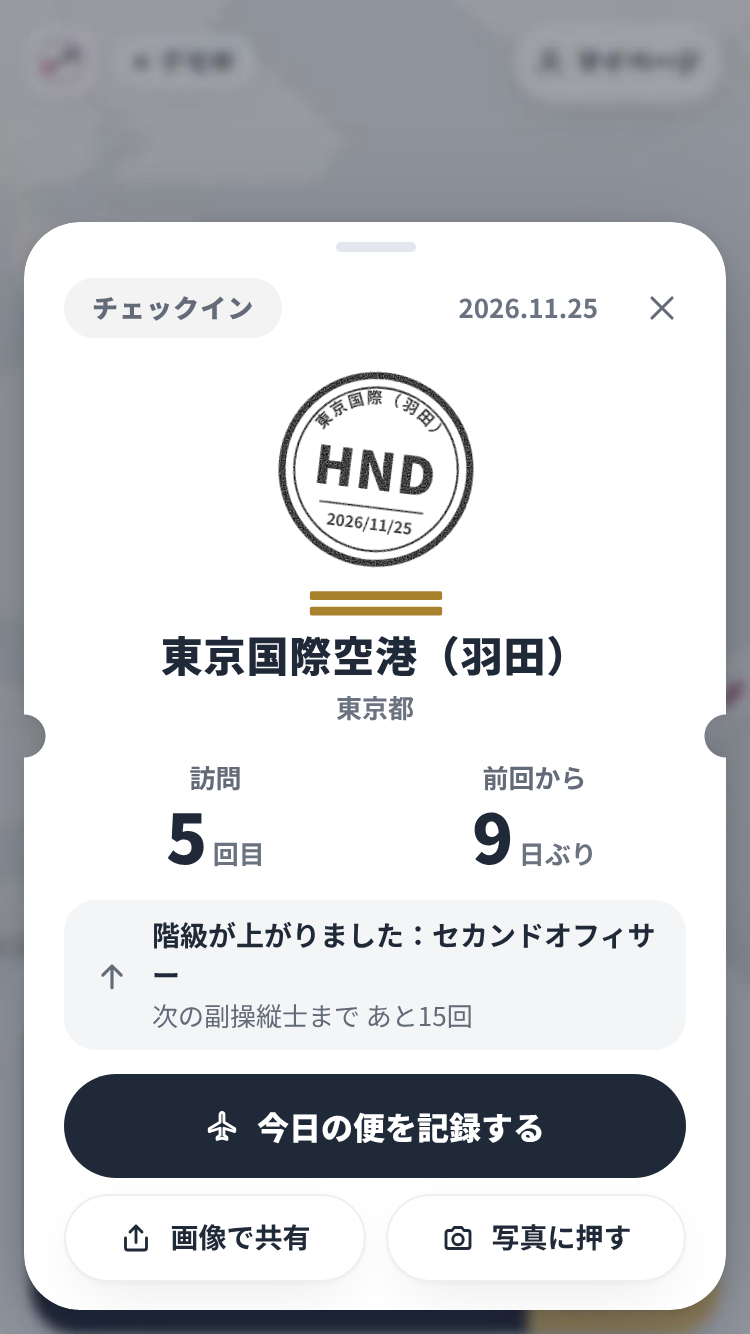 チェックイン
2026.11.25
東京国際（羽田）
HND
2026/11/25
東京国際空港（羽田）
東京都
訪問
前回から
5回目
9日ぶり
階級が上がりました：セカンドオフィサ
ー
次の副操縦士まで あと15回
今日の便を記録する
画像で共有
写真に押す